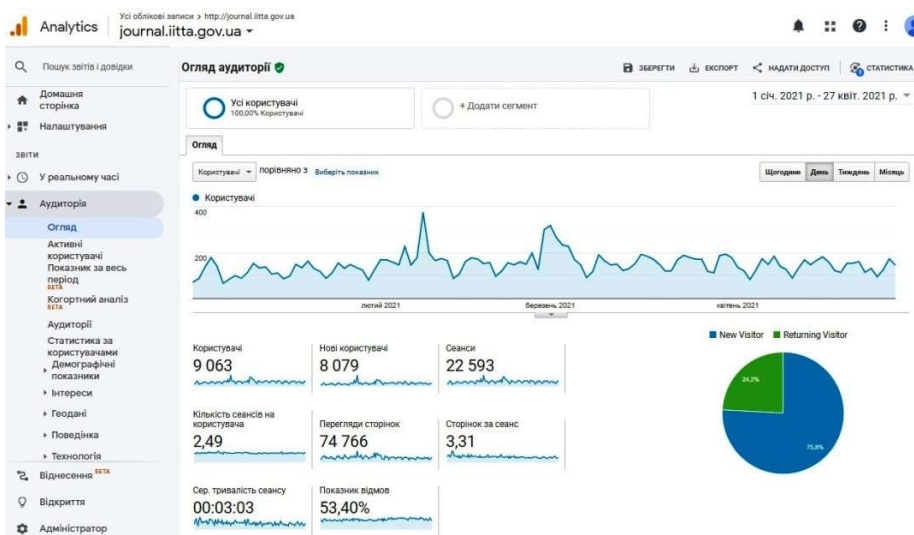 Analytics
Усі облікові записи > http://journal.iitta.gov.ua
journal.iitta.gov.ua
Пошук звітів і довідки
Домашня
сторінка
Налаштування
ЗВІТИ
У реальному часі
Аудиторія
Огляд
Активні
користувачі
Показник за весь
період
БЕТА
Когортний аналіз
БЕТА
Аудиторії
Статистика за
користувачами
Демографічні
показники
Інтереси
Геодані
Поведінка
Технологія
Віднесення БЕТА
Відкриття
Адміністратор
Огляд аудиторії
ЗБЕРЕГТИ
ЕКСПОРТ
НАДАТИ ДОСТУП
СТАТИСТИКА
Усі користувачі
100,00% Користувачі
+ Додати сегмент
1 січ. 2021 р. - 27 квіт. 2021 р.
Огляд
Користувачі
порівняно з
Виберіть показник
Щогодини
День
Тиждень
Місяць
Користувачі
400
200
лютий 2021
березень 2021
квітень 2021
New Visitor
Returning Visitor
Користувачі
9 063
Нові користувачі
8 079
Сеанси
22 593
Кількість сеансів на
користувача
2,49
Перегляди сторінок
74 766
Сторінок за сеанс
3,31
Сер. тривалість сеансу
00:03:03
Показник відмов
53,40%
24,2%
75,8%